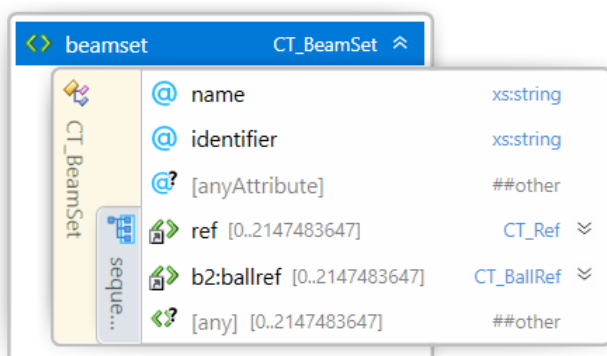 beamset CT_BeamSet
CT_BeamSet
@ name xs:string
@ identifier xs:string
@? [anyAttribute] ##other
seque...
ref [0..2147483647] CT_Ref
b2:ballref [0..2147483647] CT_BallRef
[any] [0..2147483647] ##other